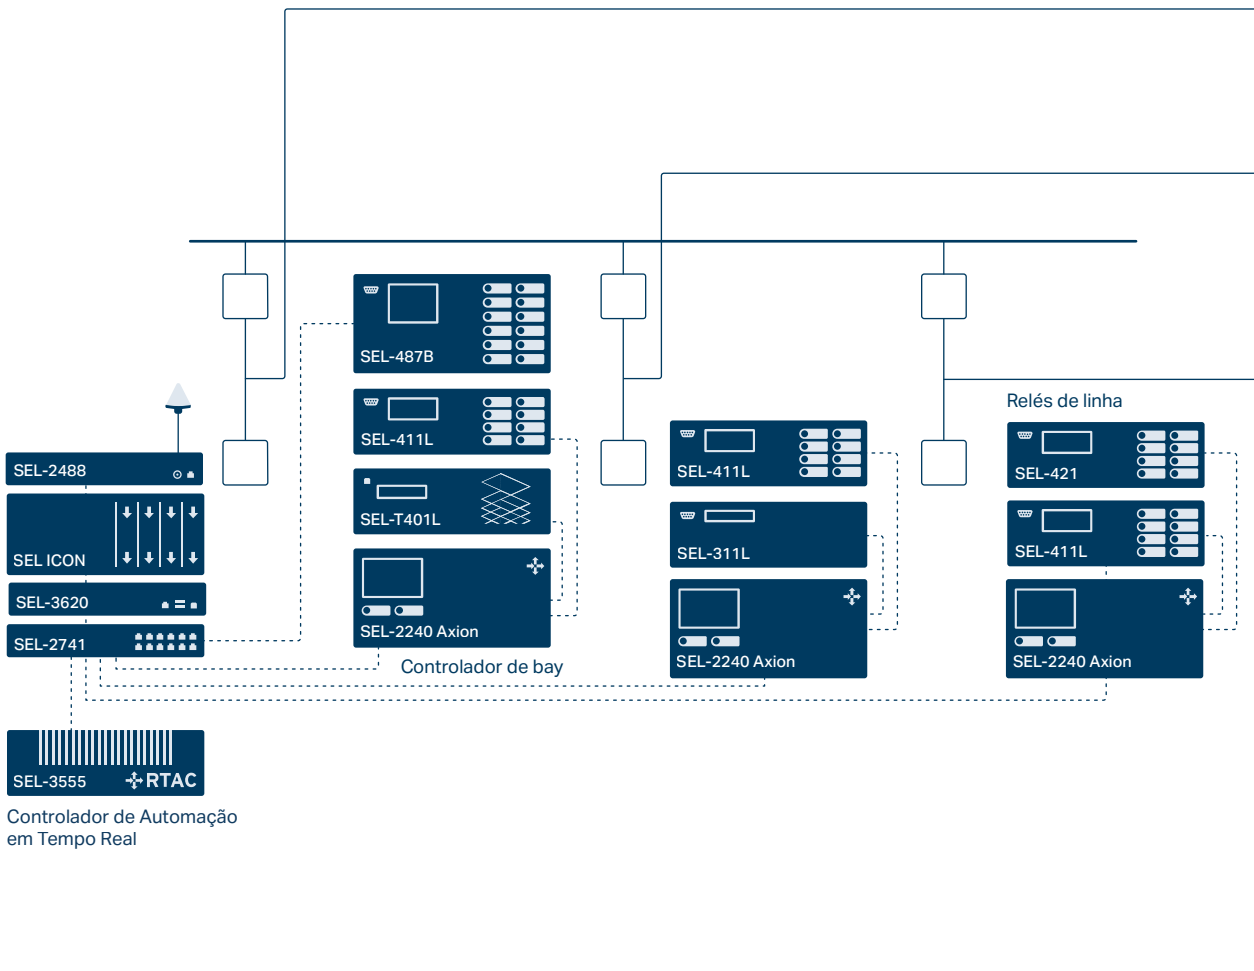 SEL-2488
SEL ICON
SEL-3620
SEL-2741
SEL-3555
RTAC
Controlador de Automação
em Tempo Real
SEL-487B
SEL-411L
SEL-T401L
SEL-2240 Axion
Controlador de bay
SEL-411L
SEL-311L
SEL-2240 Axion
Relés de linha
SEL-421
SEL-411L
SEL-2240 Axion